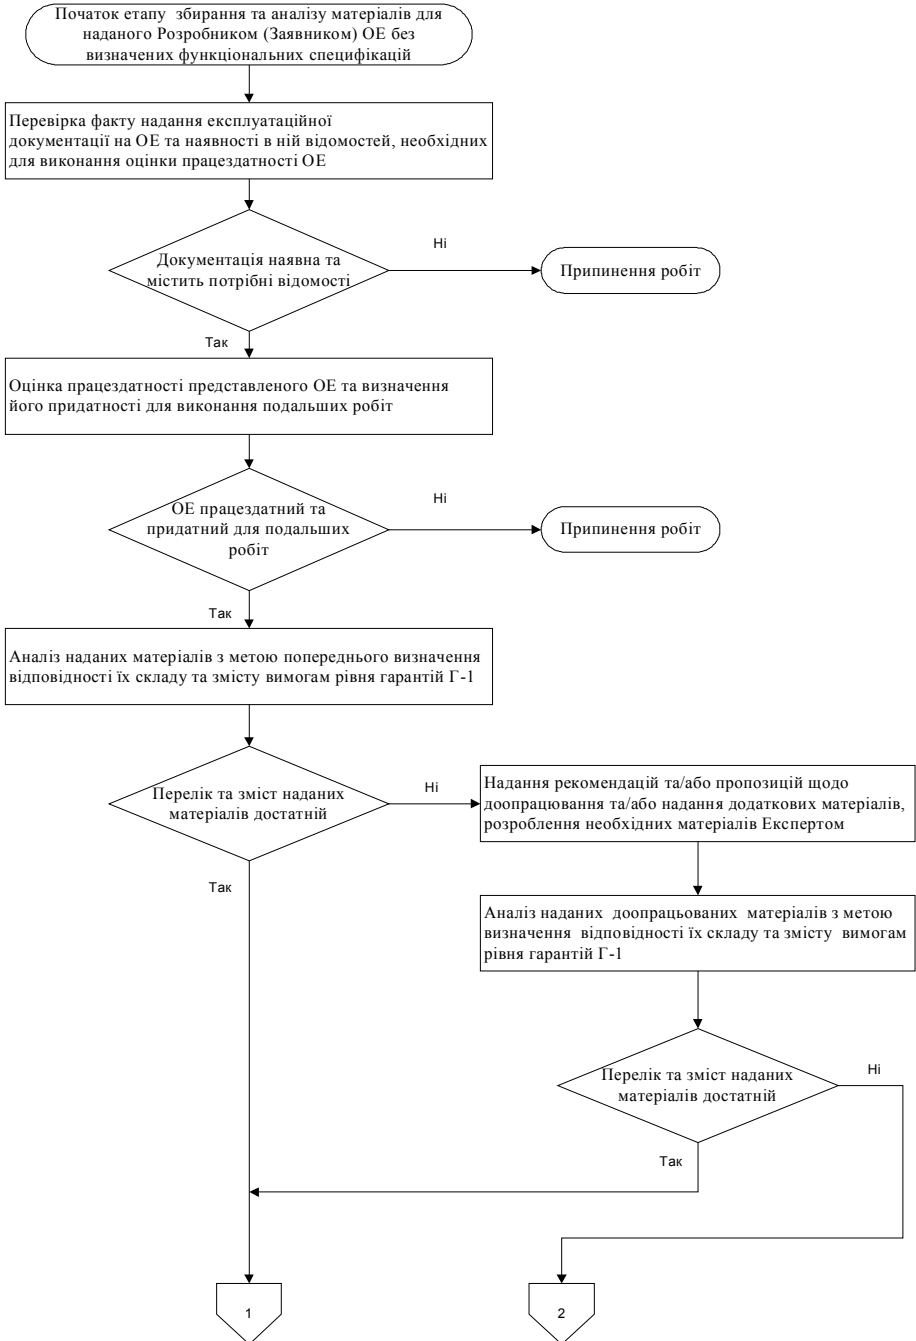 Початок етапу збирання та аналізу матеріалів для
наданого Розробником (Заявником) ОЕ без
визначених функціональних специфікацій
Перевірка факту надання експлуатаційної
документації на ОЕ та наявності в ній відомостей, необхідних
для виконання оцінки працездатності ОЕ
Документація наявна та
містить потрібні відомості
Ні
Припинення робіт
Так
Оцінка працездатності представленого ОЕ та визначення
його придатності для виконання подальших робіт
ОЕ працездатний та
придатний для подальших
робіт
Ні
Припинення робіт
Так
Аналіз наданих матеріалів з метою попереднього визначення
відповідності їх складу та змісту вимогам рівня гарантій Г-1
Перелік та зміст наданих
матеріалів достатній
Ні
Надання рекомендацій та/або пропозицій щодо
доопрацювання та/або надання додаткових матеріалів,
розроблення необхідних матеріалів Експертом
Так
Аналіз наданих доопрацьованих матеріалів з метою
визначення відповідності їх складу та змісту вимогам
рівня гарантій Г-1
Перелік та зміст наданих
матеріалів достатній
Ні
Так
1
2